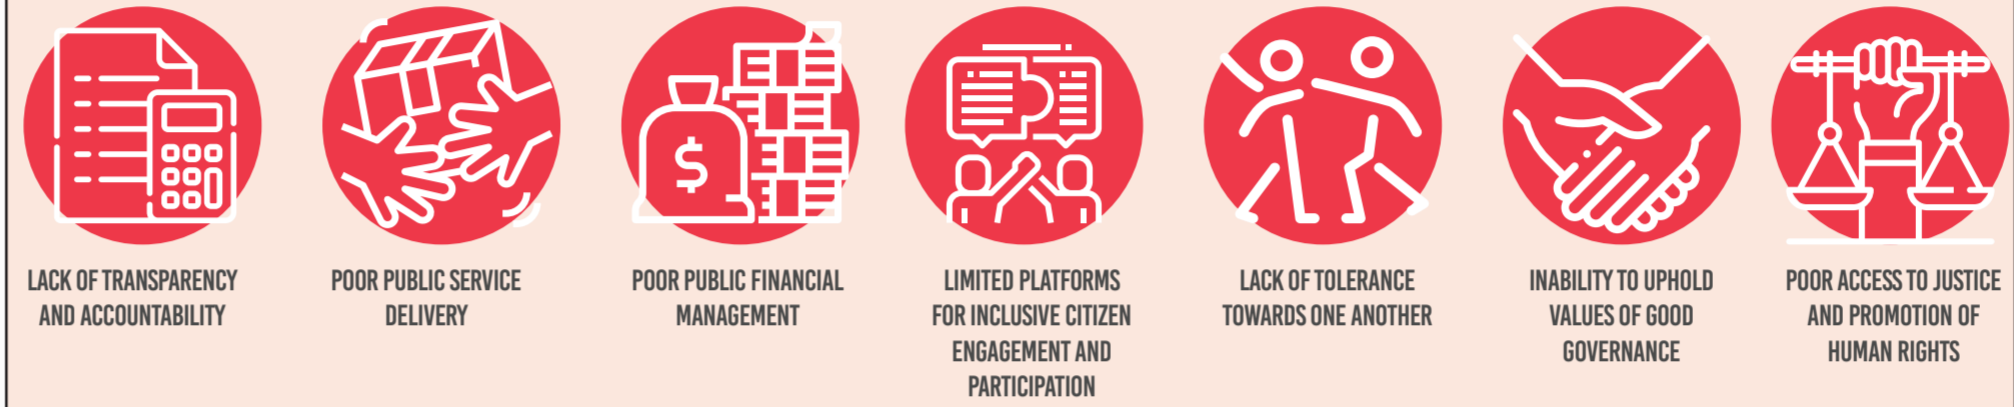 LACK OF TRANSPARENCY
AND ACCOUNTABILITY
POOR PUBLIC SERVICE
DELIVERY
POOR PUBLIC FINANCIAL
MANAGEMENT
LIMITED PLATFORMS
FOR INCLUSIVE CITIZEN
ENGAGEMENT AND
PARTICIPATION
LACK OF TOLERANCE
TOWARDS ONE ANOTHER
INABILITY TO UPHOLD
VALUES OF GOOD
GOVERNANCE
POOR ACCESS TO JUSTICE
AND PROMOTION OF
HUMAN RIGHTS